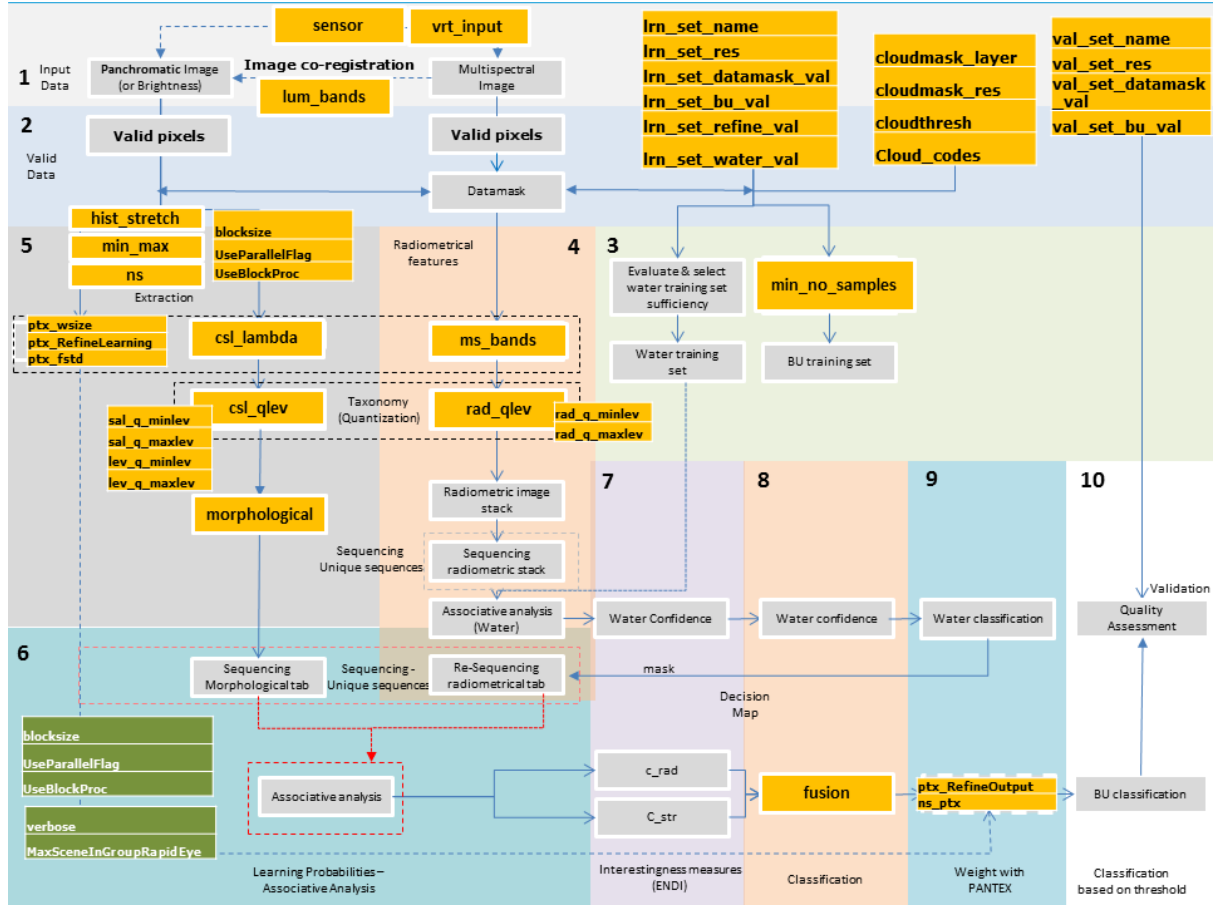 sensor
vrt_input
lrn_set_name
lrn_set_res
lrn_set_datamask_val
lrn_set_bu_val
lrn_set_refine_val
lrn_set_water_val
cloudmask_layer
cloudmask_res
cloudthresh
Cloud_codes
val_set_name
val_set_res
val_set_datamask
_val
val_set_bu_val
1
Input
Data
Panchromatic Image
(or Brightness)
Image co-registration
lum_bands
Multispectral
Image
2
Valid
Data
Valid pixels
Valid pixels
Datamask
hist_stretch
min_max
ns
blocksize
UseParallelFlag
UseBlockProc
5
Extraction
Radiometrical
features
4
3
Evaluate & select
water training set
sufficiency
min_no_samples
ptx_wsize
ptx_RefineLearning
ptx_fstd
csl_lambda
ms_bands
Water training
set
BU training set
csl_qlev
Taxonomy
(Quantization)
rad_qlev
rad_q_minlev
rad_q_maxlev
sal_q_minlev
sal_q_maxlev
lev_q_minlev
lev_q_maxlev
morphological
Radiometric image
stack
7
8
9
10
Sequencing
Unique sequences
Sequencing
radiometric stack
Associative analysis
(Water)
Water Confidence
Water confidence
Water classification
Validation
Quality
Assessment
6
Sequencing
Morphological tab
Sequencing -
Unique sequences
Re-Sequencing
radiometrical tab
mask
Decision
Map
blocksize
UseParallelFlag
UseBlockProc
verbose
MaxSceneInGroupRapidEye
Associative analysis
c_rad
C_str
fusion
ptx_RefineOutput
ns_ptx
BU classification
Learning Probabilities–
Associative Analysis
Interestingness measures
(ENDI)
Classification
Weight with
PANTEX
Classification
based on threshold